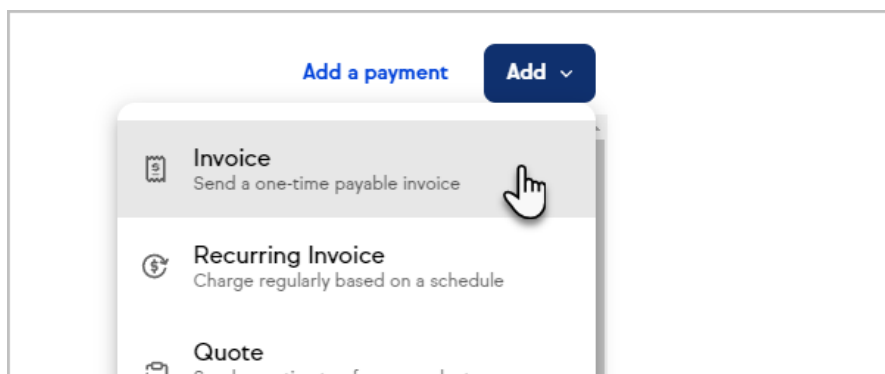 Add a payment
Add
Invoice
Send a one-time payable invoice
Recurring Invoice
Charge regularly based on a schedule
Quote